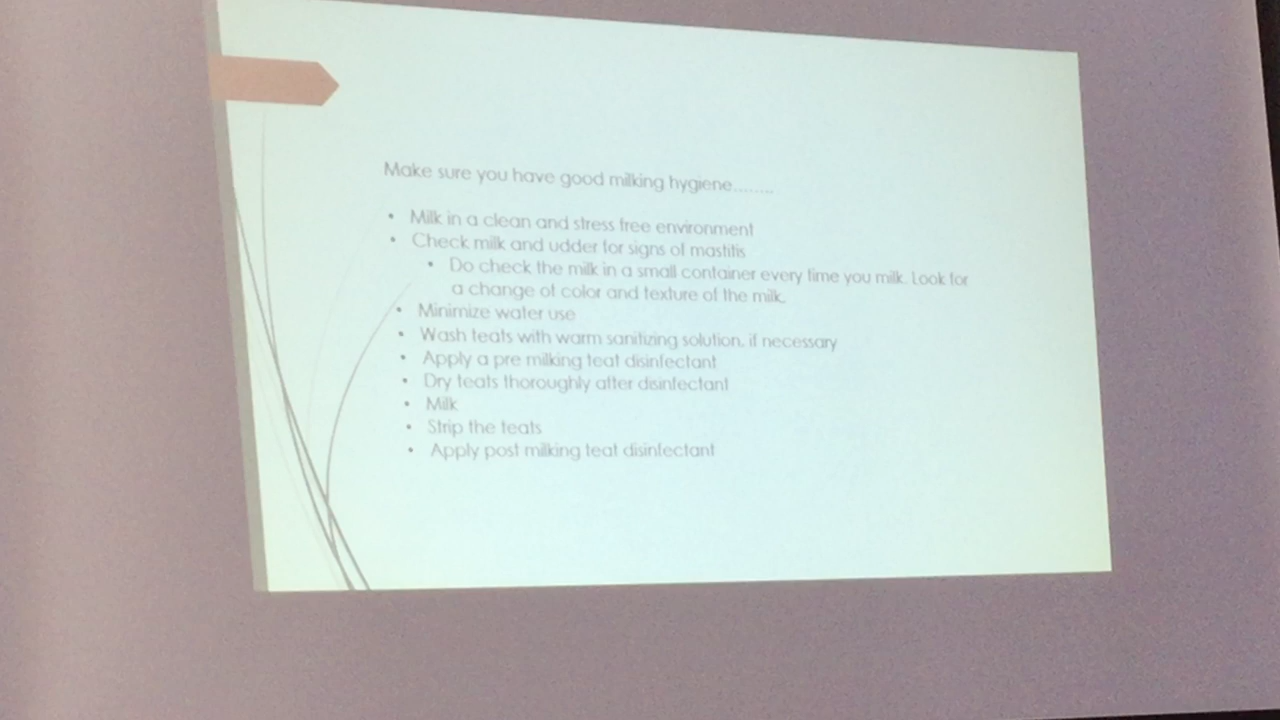 Make sure you have good milking hygiene........
• Milk in a clean and stress free environment
• Check milk and udder for signs of mastitis
• Do check the milk in a small container every time you milk. Look for
a change of color and texture of the milk.
• Minimize water use
• Wash teats with warm sanitizing solution, if necessary
• Apply a pre milking teat disinfectant
• Dry teats thoroughly after disinfectant
• Milk
• Strip the teats
• Apply post milking teat disinfectant